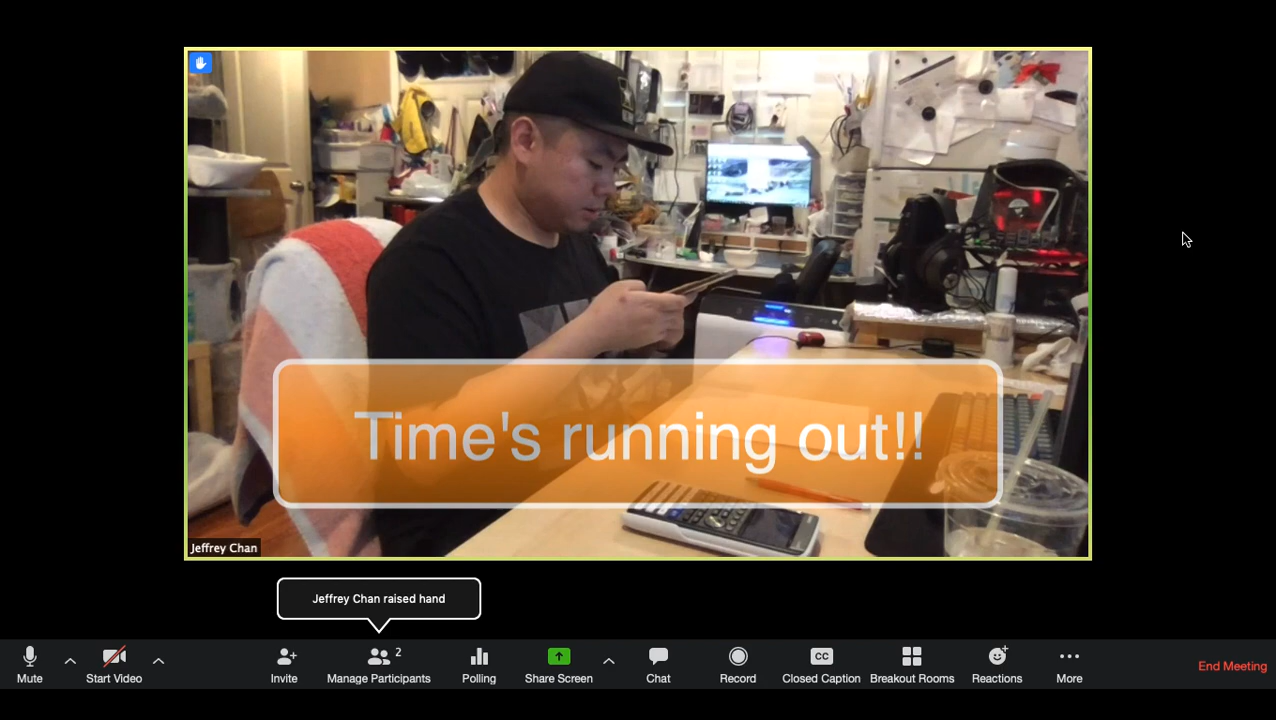 Time's running out!!
Jeffrey Chan
Jeffrey Chan raised hand
2
Mute
Start Video
Invite
Manage Participants
Polling
Share Screen
Chat
Record
CC
Closed Caption
Breakout Rooms
Reactions
More
End Meeting